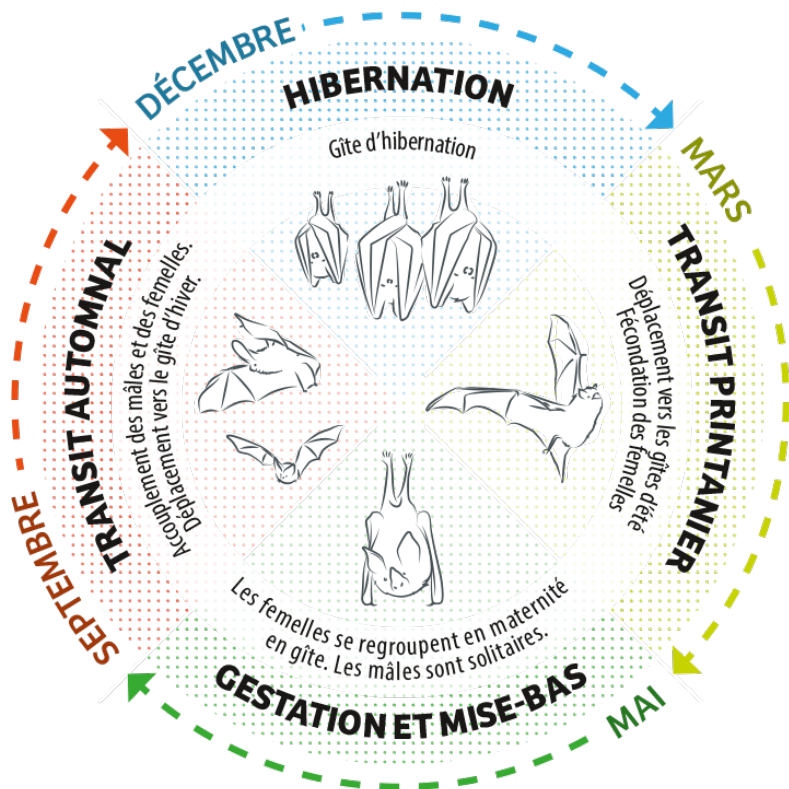 DÉCEMBRE
HIBERNATION
Gîte d'hibernation
MARS
TRANSIT PRINTANIER
Déplacement vers les gîtes d'été
Fécondation des femelles
MAI
GESTATION ET MISE-BAS
Les femelles se regroupent en maternité
en gîte. Les mâles sont solitaires.
SEPTEMBRE
TRANSIT AUTOMNAL
Accouplement des mâles et des femelles.
Déplacement vers le gîte d'hiver.